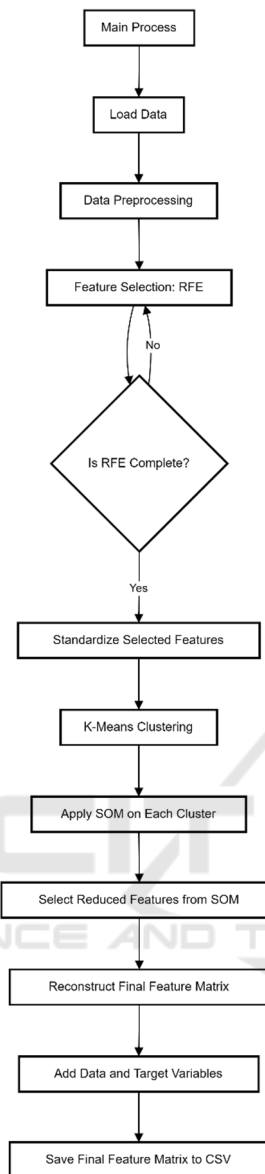 Main Process
Load Data
Data Preprocessing
Feature Selection: RFE
No
Is RFE Complete?
Yes
Standardize Selected Features
K-Means Clustering
Apply SOM on Each Cluster
Select Reduced Features from SOM
Reconstruct Final Feature Matrix
Add Data and Target Variables
Save Final Feature Matrix to CSV